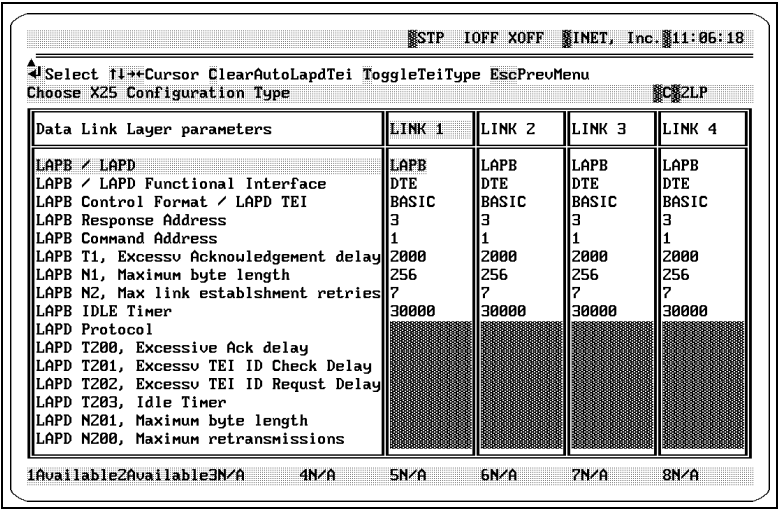 STP IOFF XOFF INET, Inc. 11:06:18
Select ↑↓→←Cursor ClearAutoLapdTei ToggleTeiType EscPrevMenu
Choose X25 Configuration Type C 2LP
Data Link Layer parameters LINK 1 LINK 2 LINK 3 LINK 4
LAPB / LAPD LAPB LAPB LAPB LAPB
LAPB / LAPD Functional Interface DTE DTE DTE DTE
LAPB Control Format / LAPD TEI BASIC BASIC BASIC BASIC
LAPB Response Address 3 3 3 3
LAPB Command Address 1 1 1 1
LAPB T1, Excessv Acknowledgement delay 2000 2000 2000 2000
LAPB N1, Maximum byte length 256 256 256 256
LAPB N2, Max link establshment retries 7 7 7 7
LAPB IDLE Timer 30000 30000 30000 30000
LAPD Protocol
LAPD T200, Excessive Ack delay
LAPD T201, Excessv TEI ID Check Delay
LAPD T202, Excessv TEI ID Requst Delay
LAPD T203, Idle Timer
LAPD N201, Maximum byte length
LAPD N200, Maximum retransmissions
1Available2Available3N/A 4N/A 5N/A 6N/A 7N/A 8N/A